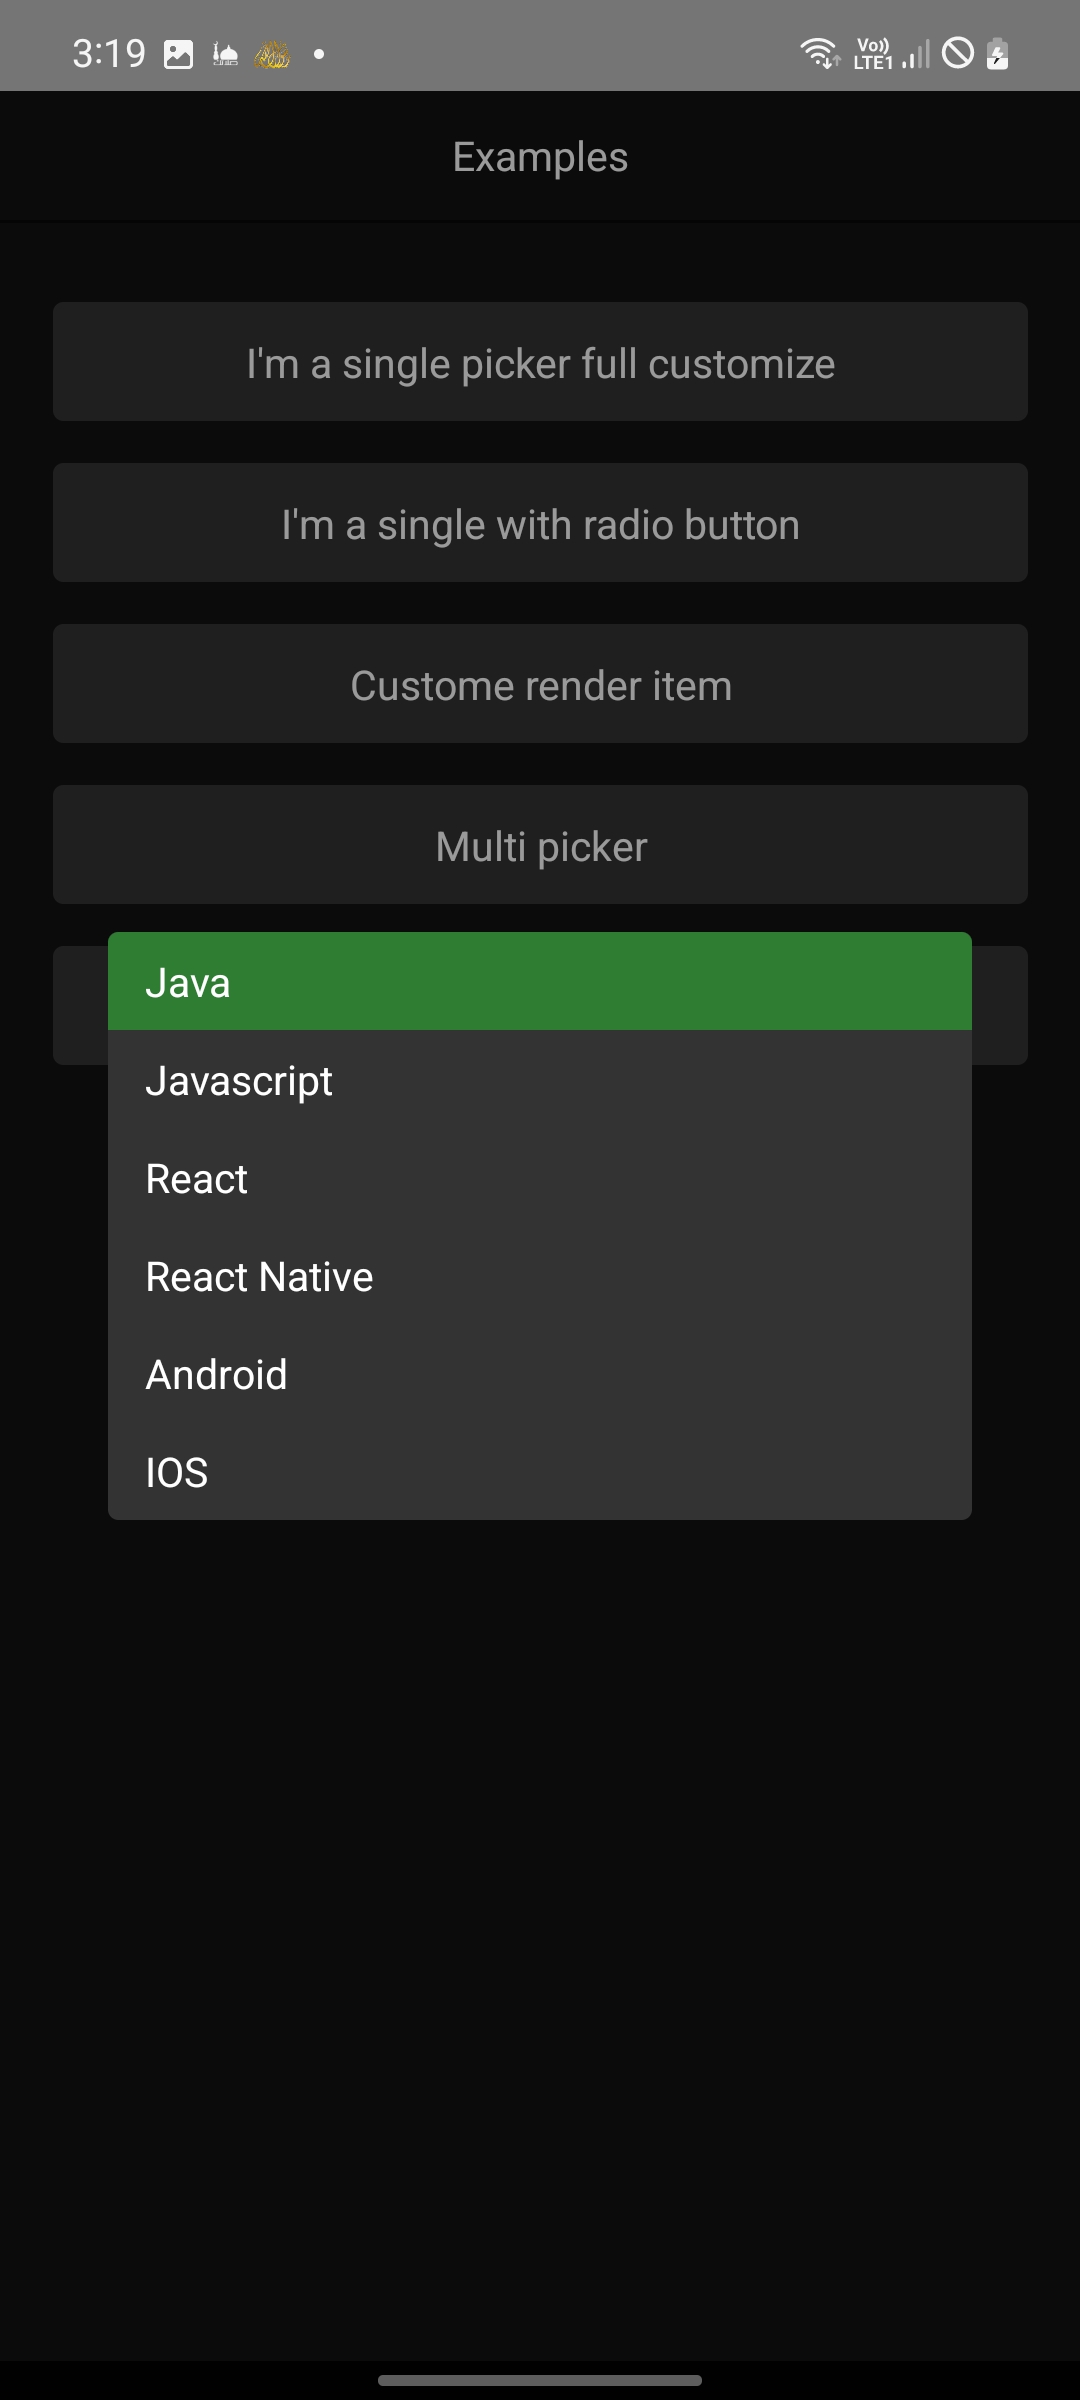 3:19
Vo))
LTE1
Examples
I'm a single picker full customize
I'm a single with radio button
Custome render item
Multi picker
Java
Javascript
React
React Native
Android
IOS